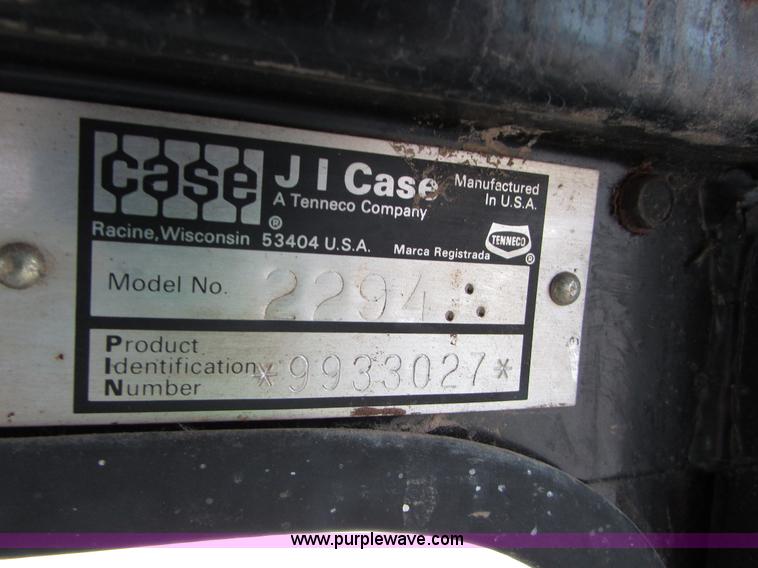 case ® J I Case
A Tenneco Company
Manufactured
In U.S.A.
Racine, Wisconsin 53404 U.S.A. Marca Registrada TENNECO ®
Model No. 2294
Product
Identification *9933027*
Number
www.purplewave.com